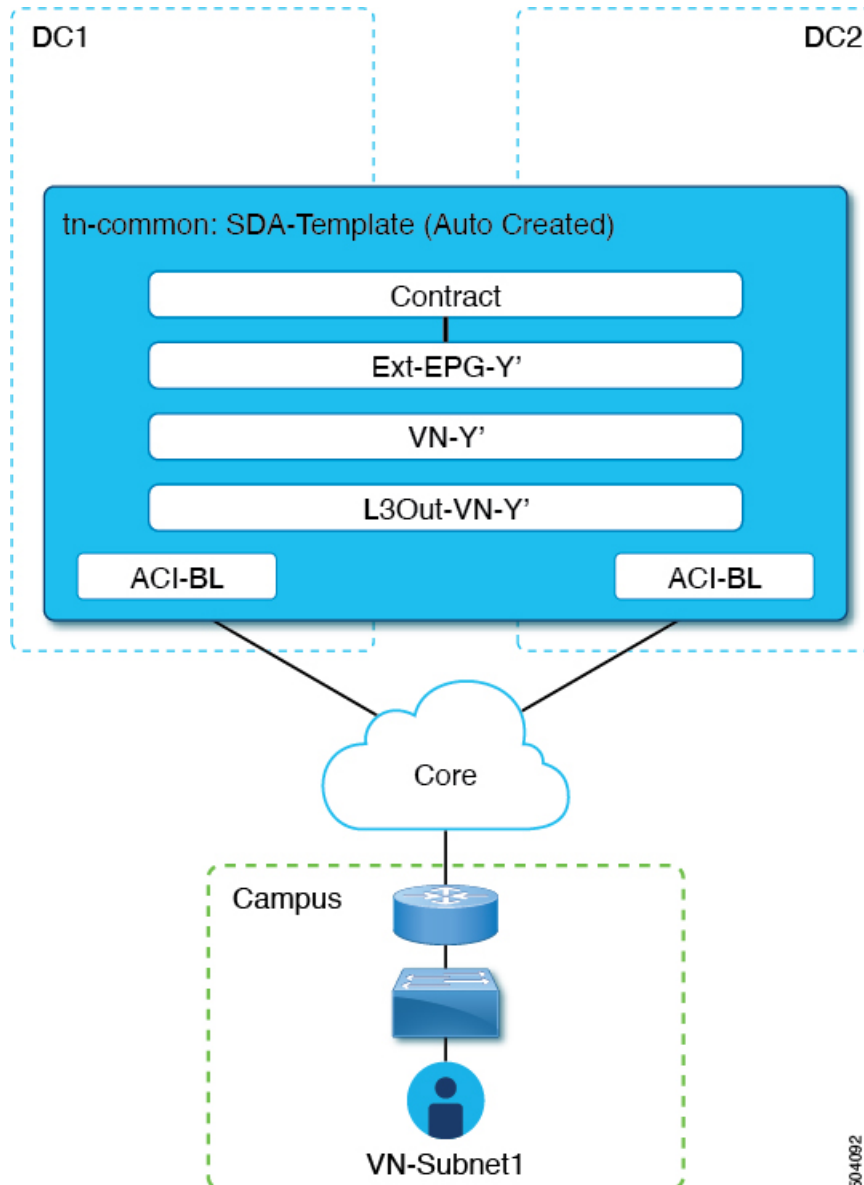 DC1
DC2
tn-common: SDA-Template (Auto Created)
Contract
Ext-EPG-Y’
VN-Y’
L3Out-VN-Y’
ACI-BL
ACI-BL
Core
Campus
VN-Subnet1